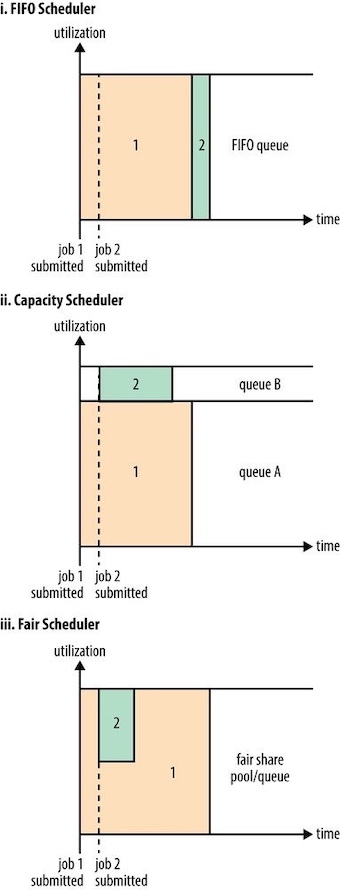 i. FIFO Scheduler
utilization
1
2
FIFO queue
time
job 1
submitted
job 2
submitted
ii. Capacity Scheduler
utilization
2
queue B
1
queue A
time
job 1
submitted
job 2
submitted
iii. Fair Scheduler
utilization
2
1
fair share
pool/queue
time
job 1
submitted
job 2
submitted